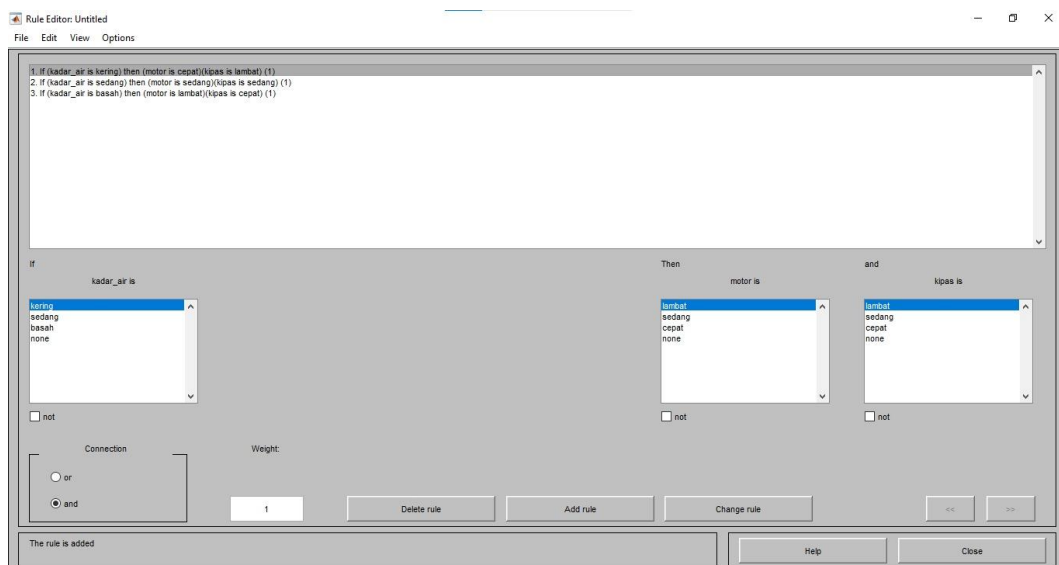 Rule Editor: Untitled
File Edit View Options
1. If (kadar_air is kering) then (motor is cepat)(kipas is lambat) (1)
2. If (kadar_air is sedang) then (motor is sedang)(kipas is sedang) (1)
3. If (kadar_air is basah) then (motor is lambat)(kipas is cepat) (1)
If
Then
and
kadar_air is
motor is
kipas is
kering
sedang
basah
none
lambat
sedang
cepat
none
lambat
sedang
cepat
none
not
not
not
Connection
or
and
Weight:
1
Delete rule
Add rule
Change rule
<<
>>
The rule is added
Help
Close